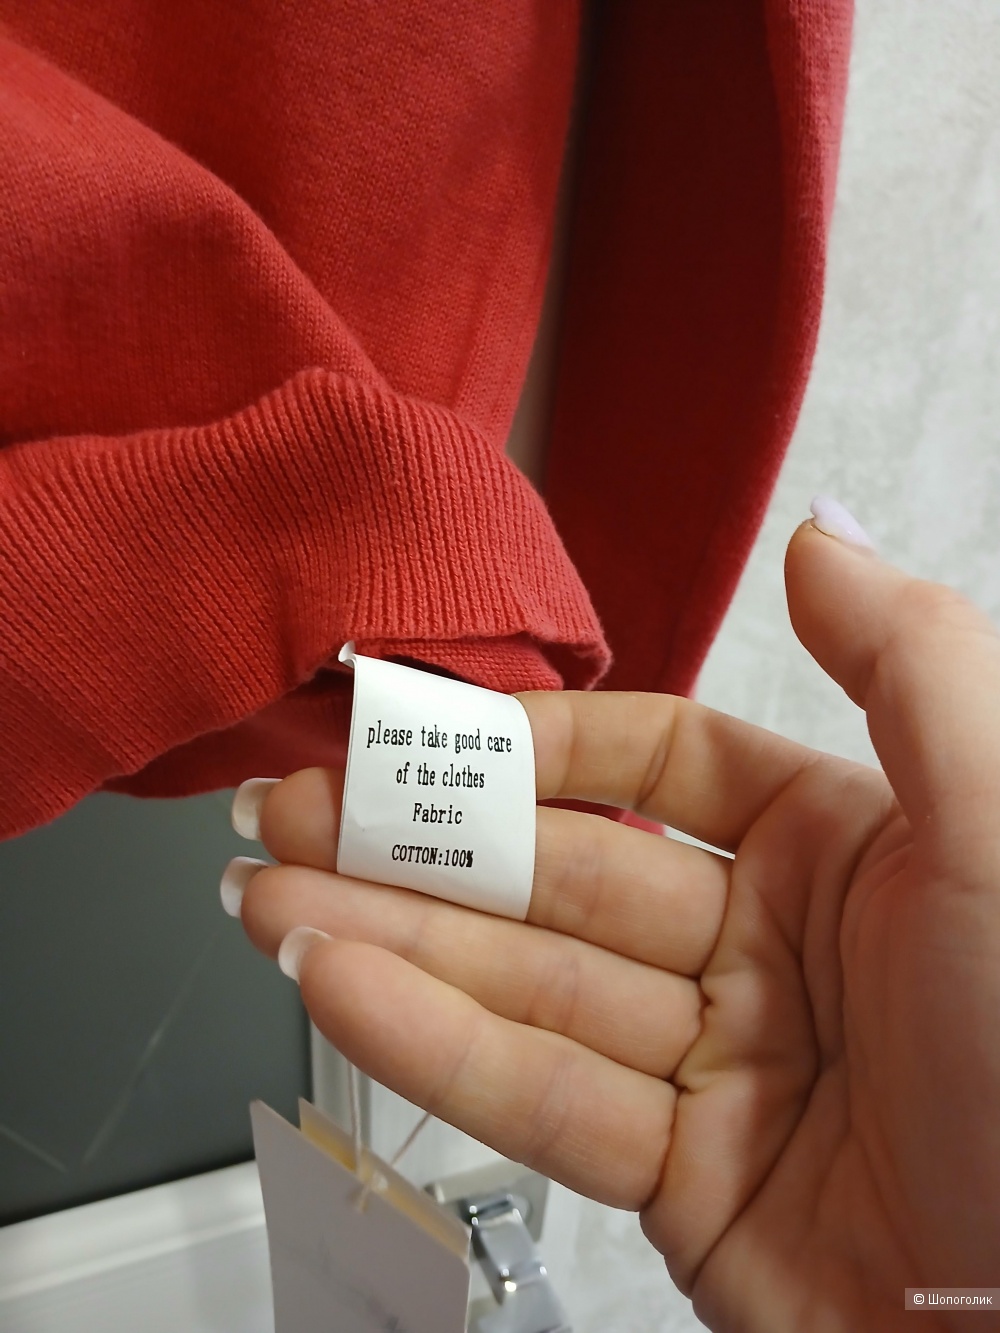 please take good care
of the clothes
Fabric
COTTON:100%
© Шопоголик